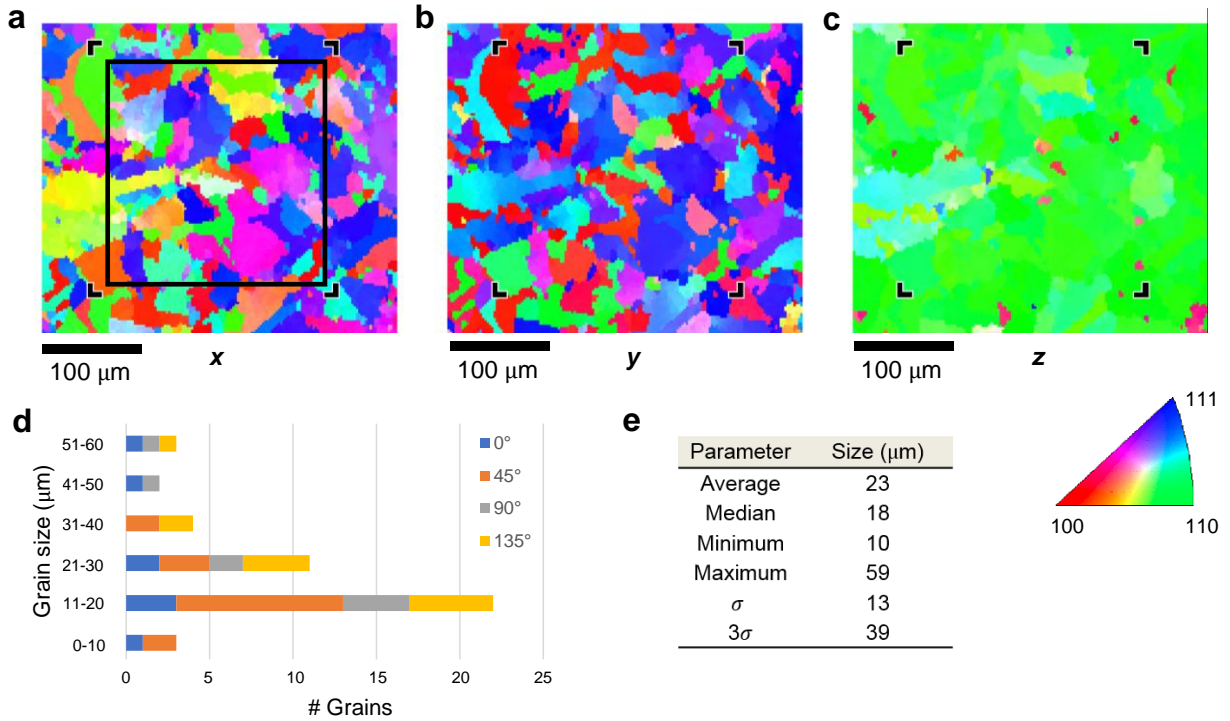 a
b
c
100 μm
x
100 μm
y
100 μm
z
d
51-60
41-50
31-40
21-30
11-20
0-10
Grain size (μm)
0
5
10
15
20
25
# Grains
0°
45°
90°
135°
e
Parameter Size (μm)
Average 23
Median 18
Minimum 10
Maximum 59
σ 13
3σ 39
111
100
110